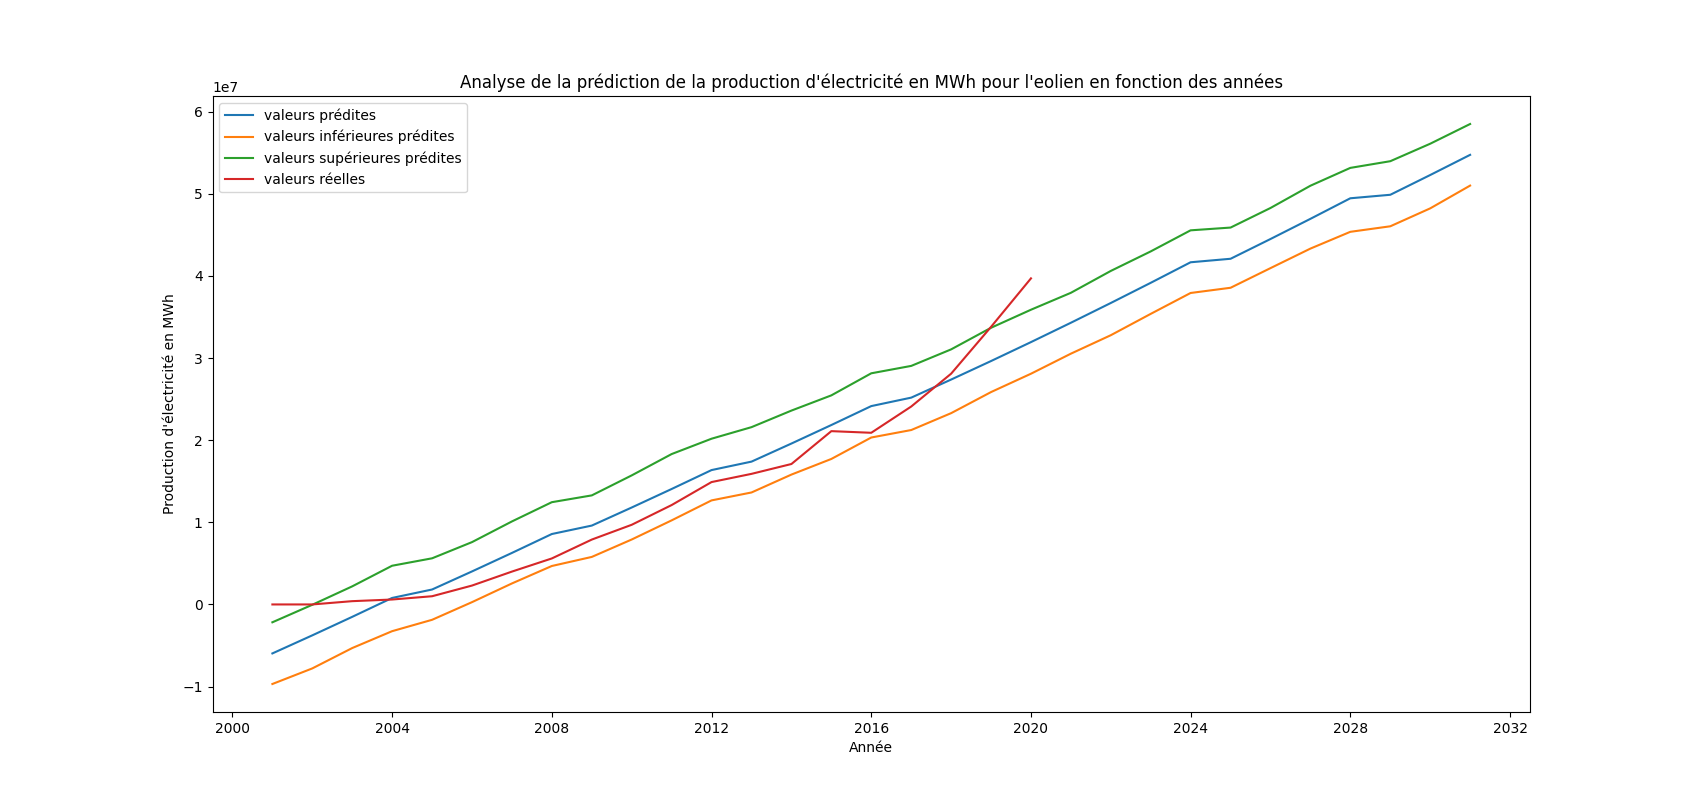 Analyse de la prédiction de la production d'électricité en MWh pour l'eolien en fonction des années
1e7
valeurs prédites
valeurs inférieures prédites
valeurs supérieures prédites
valeurs réelles
6
5
4
3
2
1
0
−1
Production d'électricité en MWh
2000 2004 2008 2012 2016 2020 2024 2028 2032
Année